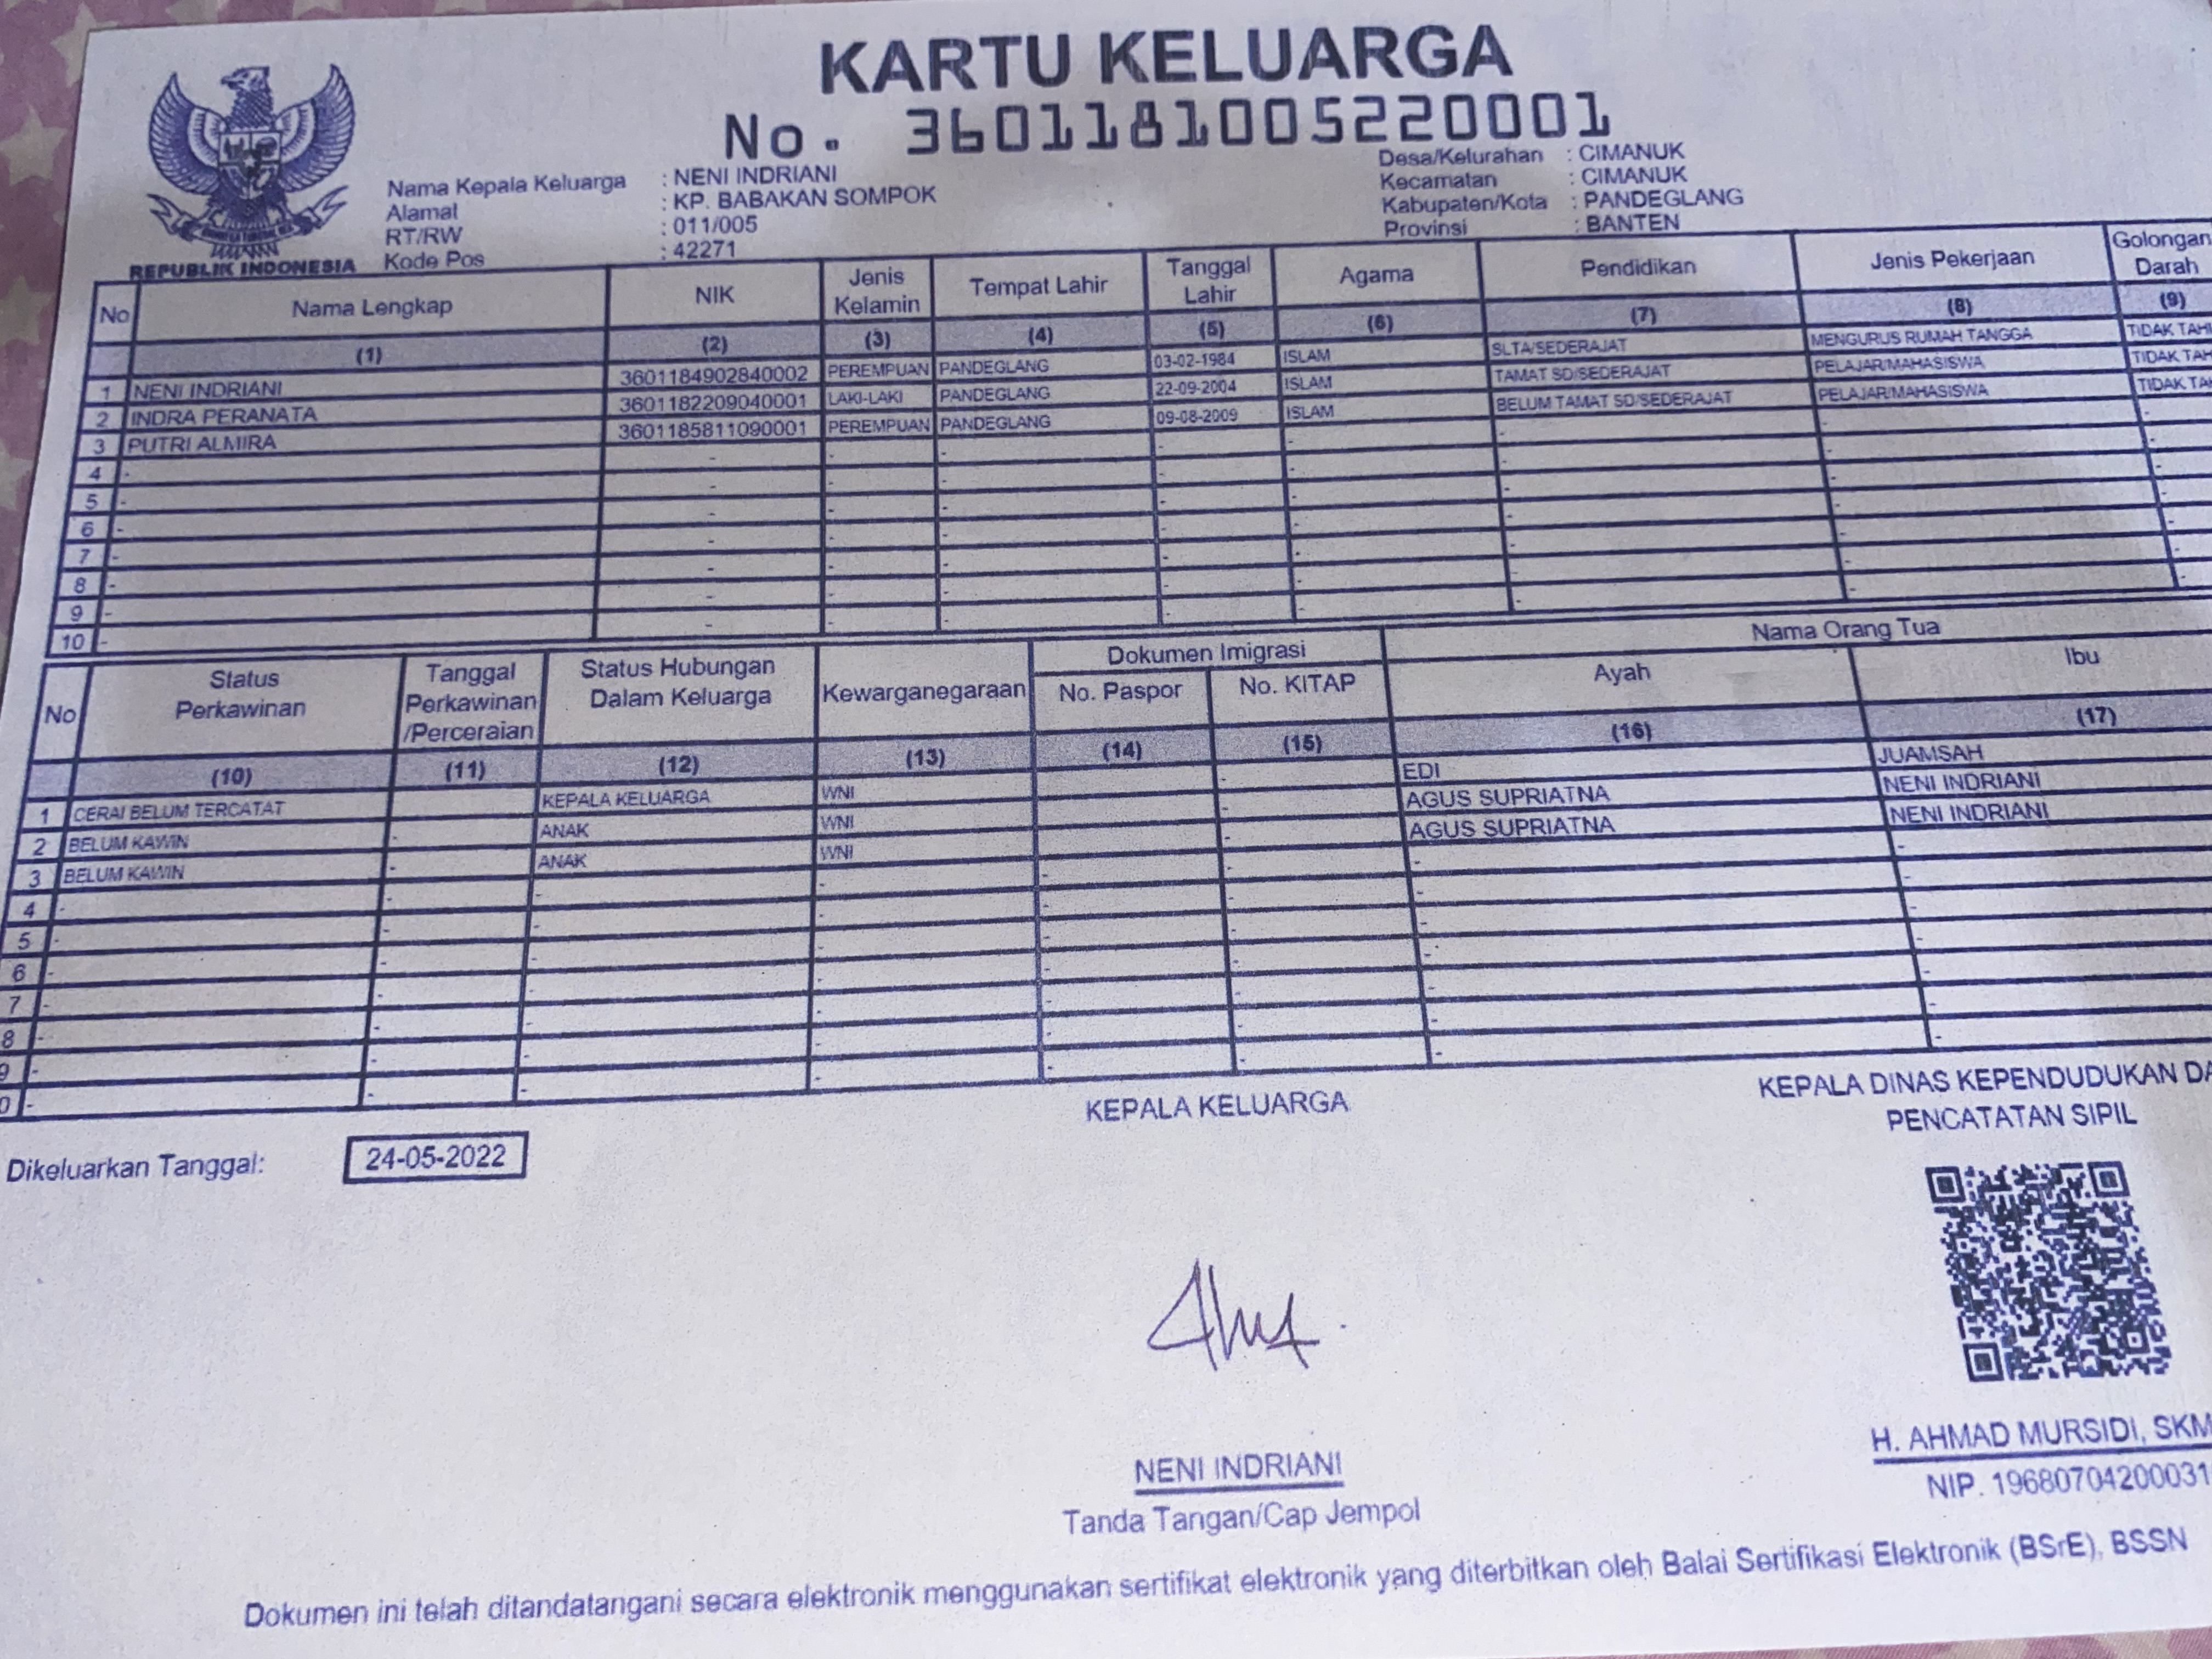 KARTU KELUARGA
No. 3601181005220001
REPUBLIK INDONESIA
Nama Kepala Keluarga : NENI INDRIANI
Alamat : KP. BABAKAN SOMPOK
RT/RW : 011/005
Kode Pos : 42271
Desa/Kelurahan : CIMANUK
Kecamatan : CIMANUK
Kabupaten/Kota : PANDEGLANG
Provinsi : BANTEN
No Nama Lengkap NIK Jenis Kelamin Tempat Lahir Tanggal Lahir Agama Pendidikan Jenis Pekerjaan Golongan Darah
(1) (2) (3) (4) (5) (6) (7) (8) (9)
1 NENI INDRIANI 3601184902840002 PEREMPUAN PANDEGLANG 03-02-1984 ISLAM SLTA/SEDERAJAT MENGURUS RUMAH TANGGA TIDAK TAH
2 INDRA PERANATA 3601182209040001 LAKI-LAKI PANDEGLANG 22-09-2004 ISLAM TAMAT SD/SEDERAJAT PELAJAR/MAHASISWA TIDAK TAH
3 PUTRI ALMIRA 3601185811090001 PEREMPUAN PANDEGLANG 09-08-2009 ISLAM BELUM TAMAT SD/SEDERAJAT PELAJAR/MAHASISWA TIDAK TA
4 - - - - - - - - -
5 - - - - - - - - -
6 - - - - - - - - -
7 - - - - - - - - -
8 - - - - - - - - -
9 - - - - - - - - -
10 - - - - - - - - -
No Status Perkawinan Tanggal Perkawinan /Perceraian Status Hubungan Dalam Keluarga Kewarganegaraan Dokumen Imigrasi Nama Orang Tua
No. Paspor No. KITAP Ayah Ibu
(10) (11) (12) (13) (14) (15) (16) (17)
1 CERAI BELUM TERCATAT - KEPALA KELUARGA WNI - - EDI JUAMSAH
2 BELUM KAWIN - ANAK WNI - - AGUS SUPRIATNA NENI INDRIANI
3 BELUM KAWIN - ANAK WNI - - AGUS SUPRIATNA NENI INDRIANI
4 - - - - - - - -
5 - - - - - - - -
6 - - - - - - - -
7 - - - - - - - -
8 - - - - - - - -
9 - - - - - - - -
0 - - - - - - - -
Dikeluarkan Tanggal: 24-05-2022
KEPALA KELUARGA
NENI INDRIANI
Tanda Tangan/Cap Jempol
KEPALA DINAS KEPENDUDUKAN DA
PENCATATAN SIPIL
H. AHMAD MURSIDI, SKM
NIP. 19680704200031
Dokumen ini telah ditandatangani secara elektronik menggunakan sertifikat elektronik yang diterbitkan oleh Balai Sertifikasi Elektronik (BSrE), BSSN